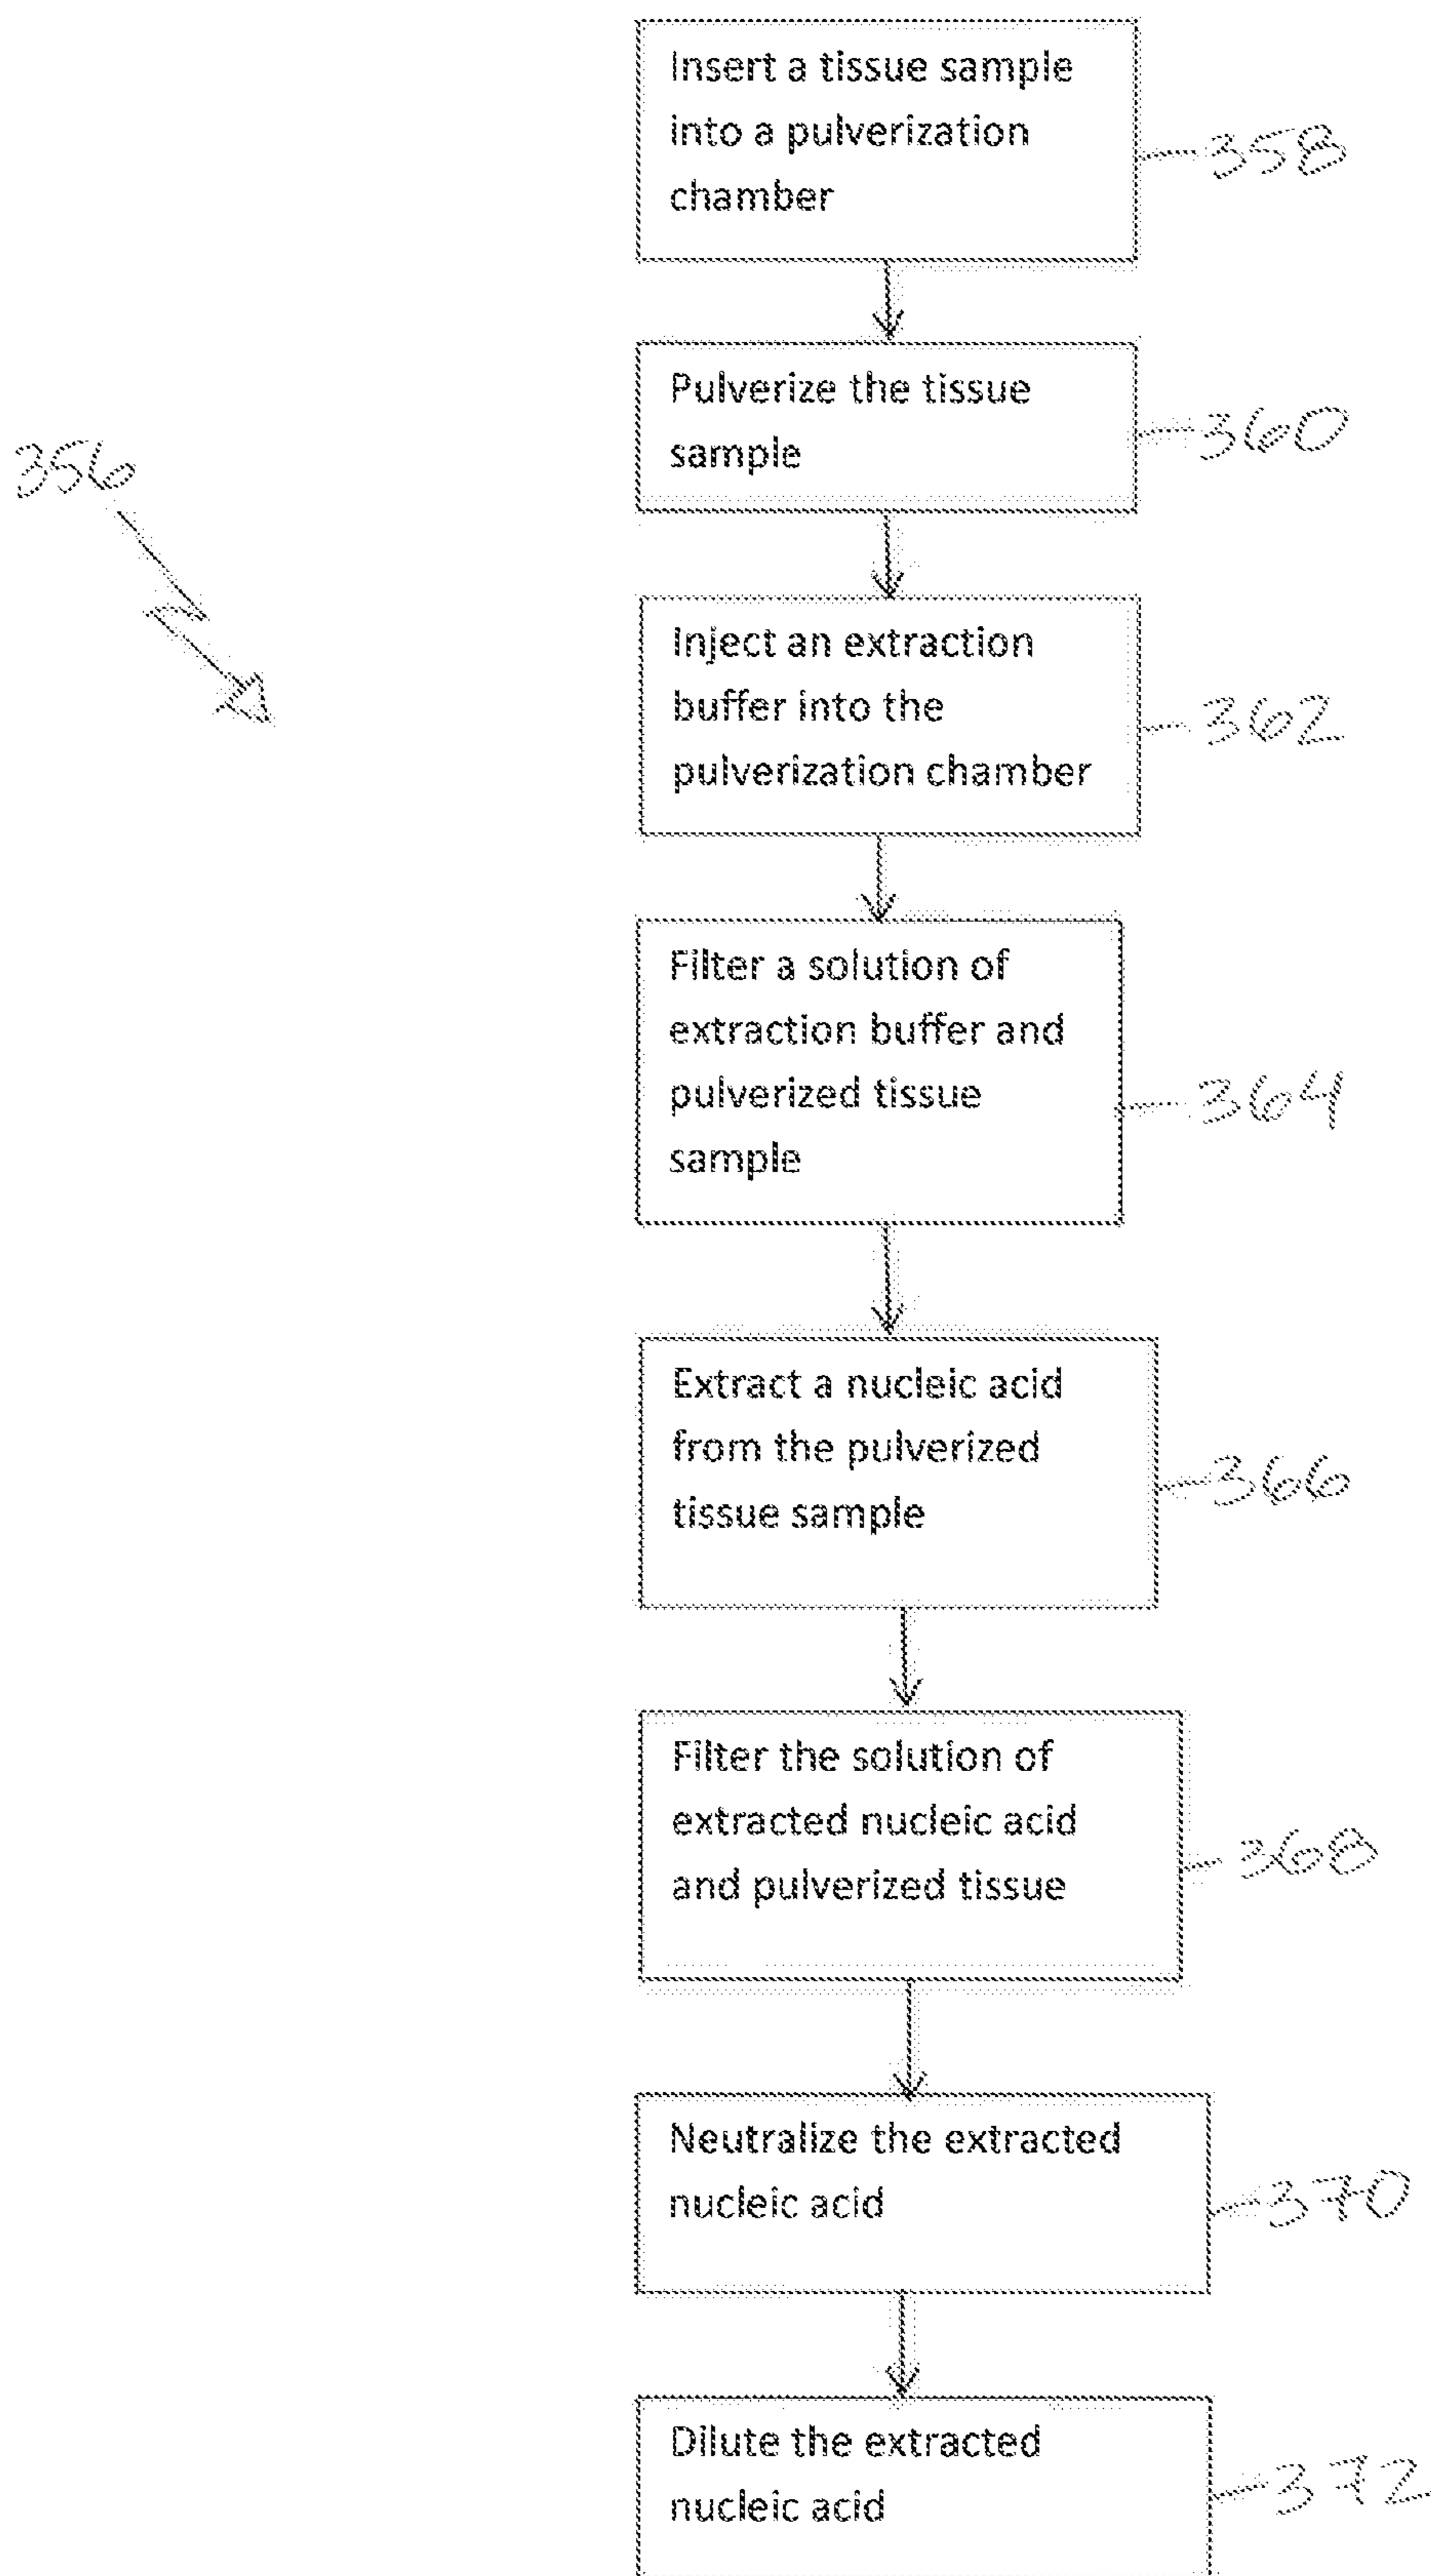 Insert a tissue sample
into a pulverization
chamber
358
Pulverize the tissue
sample
360
356
Inject an extraction
buffer into the
pulverization chamber
362
Filter a solution of
extraction buffer and
pulverized tissue
sample
364
Extract a nucleic acid
from the pulverized
tissue sample
366
Filter the solution of
extracted nucleic acid
and pulverized tissue
368
Neutralize the extracted
nucleic acid
370
Dilute the extracted
nucleic acid
372